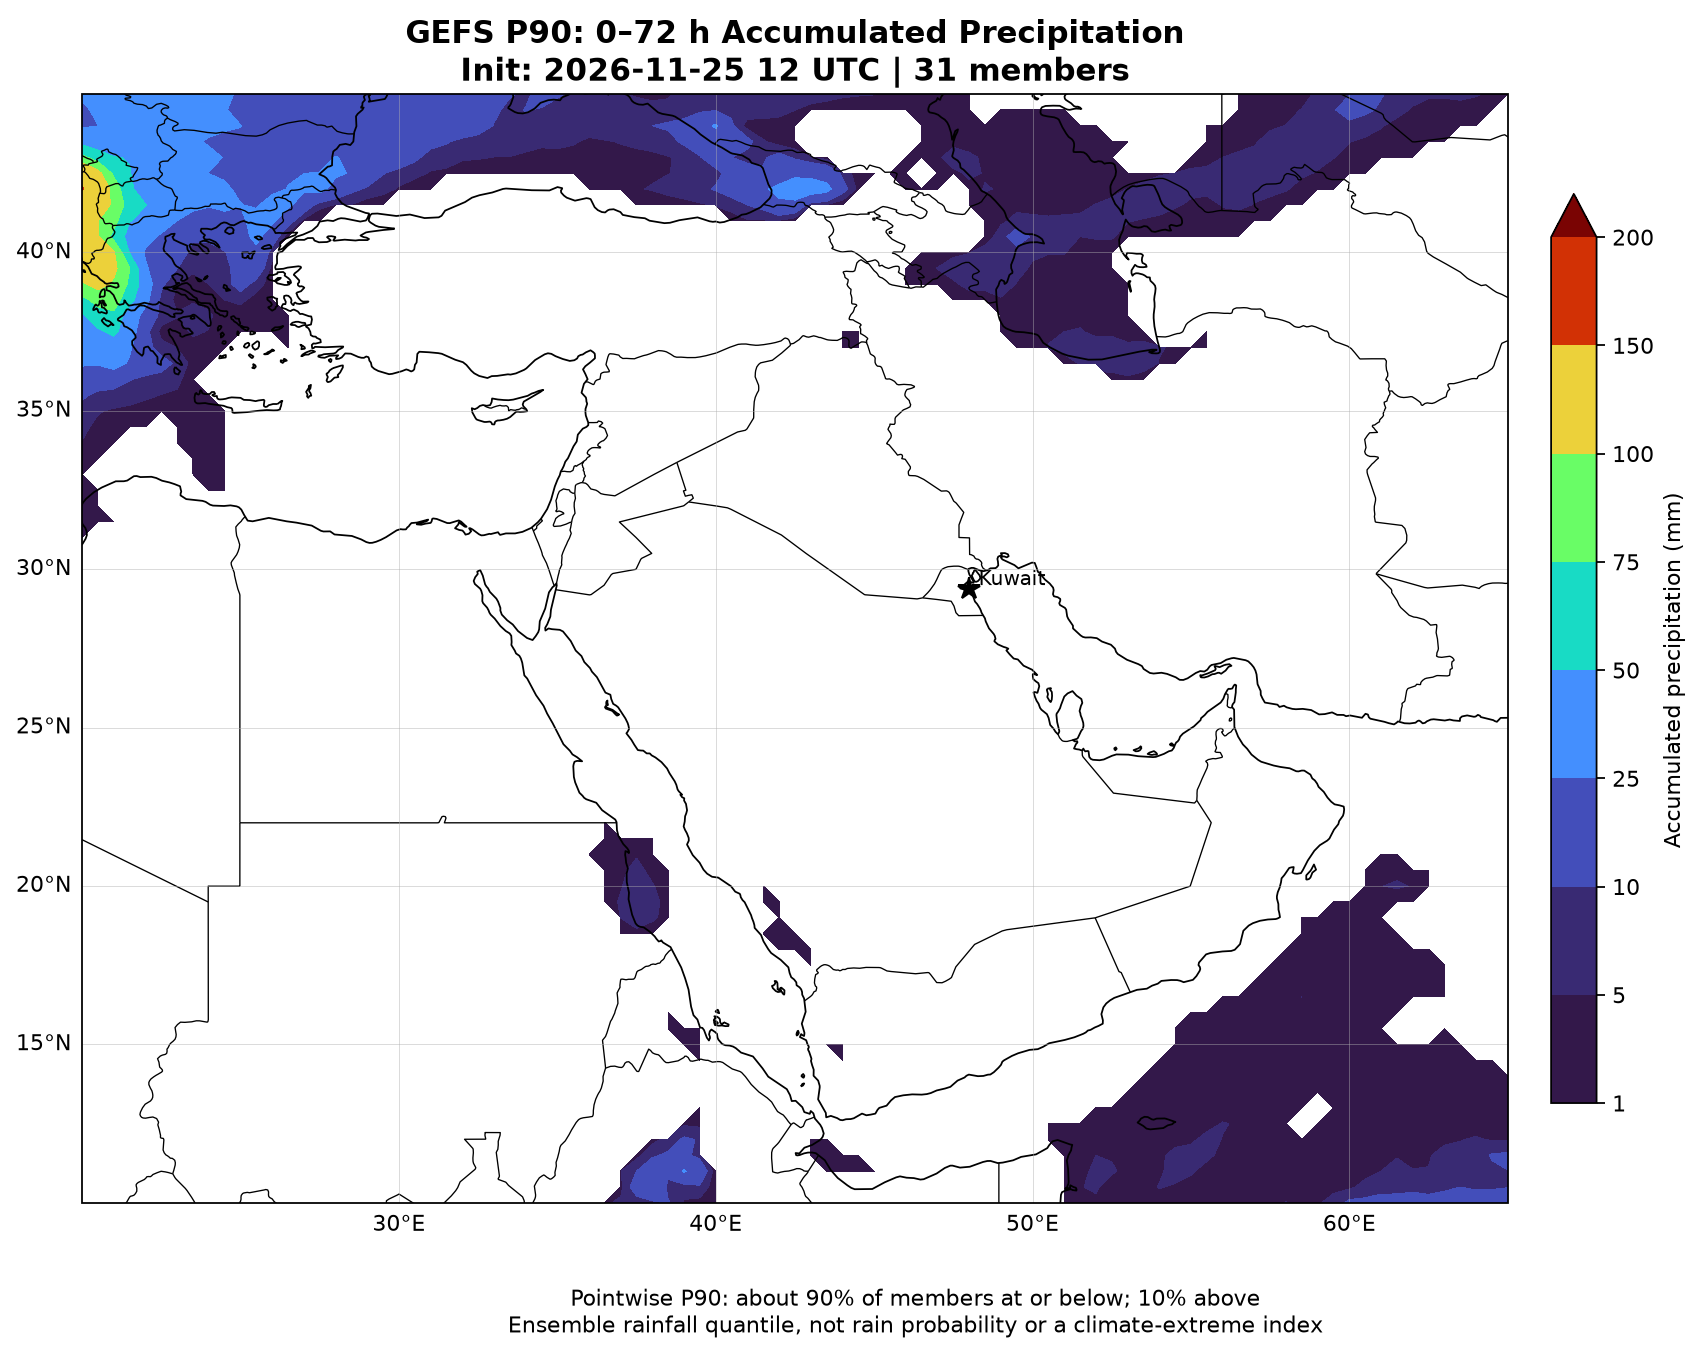 GEFS P90: 0–72 h Accumulated Precipitation
Init: 2026-11-25 12 UTC | 31 members
40°N
35°N
30°N
25°N
20°N
15°N
30°E
40°E
50°E
60°E
Kuwait
200
150
100
75
50
25
10
5
1
Accumulated precipitation (mm)
Pointwise P90: about 90% of members at or below; 10% above
Ensemble rainfall quantile, not rain probability or a climate-extreme index